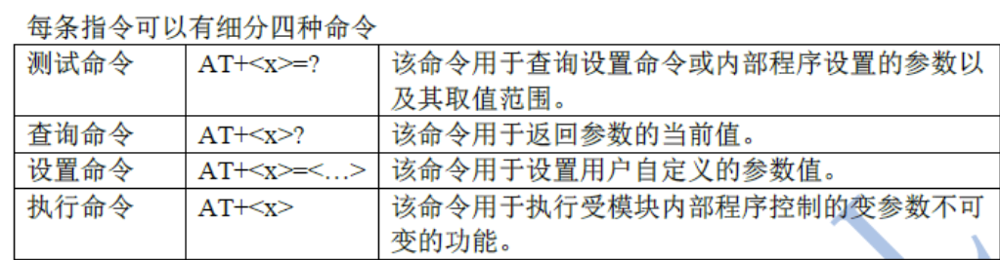 每条指令可以有细分四种命令
测试命令 AT+<x>=? 该命令用于查询设置命令或内部程序设置的参数以
及其取值范围。
查询命令 AT+<x>? 该命令用于返回参数的当前值。
设置命令 AT+<x>=<…> 该命令用于设置用户自定义的参数值。
执行命令 AT+<x> 该命令用于执行受模块内部程序控制的变参数不可
变的功能。